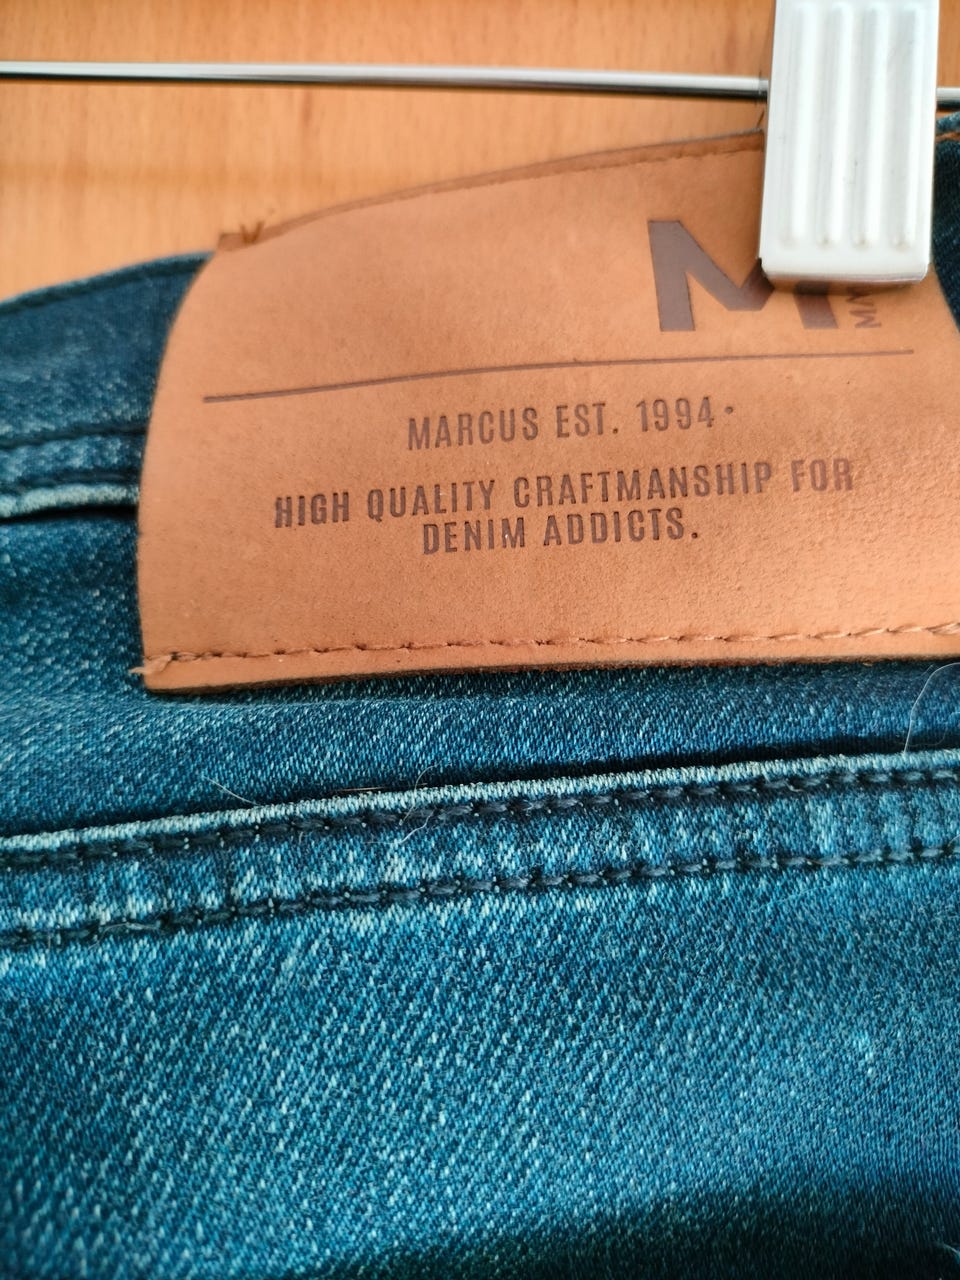 M
MARCUS EST. 1994•
HIGH QUALITY CRAFTMANSHIP FOR
DENIM ADDICTS.